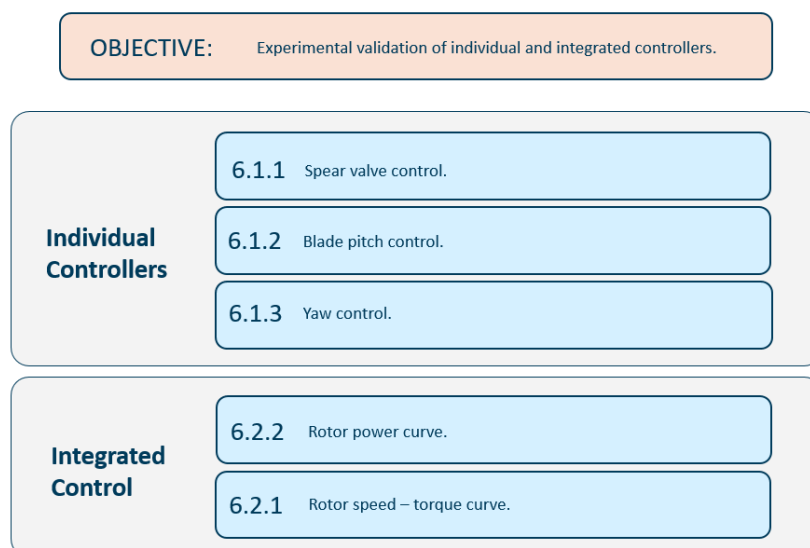 OBJECTIVE: Experimental validation of individual and integrated controllers.
Individual
Controllers
6.1.1 Spear valve control.
6.1.2 Blade pitch control.
6.1.3 Yaw control.
Integrated
Control
6.2.2 Rotor power curve.
6.2.1 Rotor speed – torque curve.